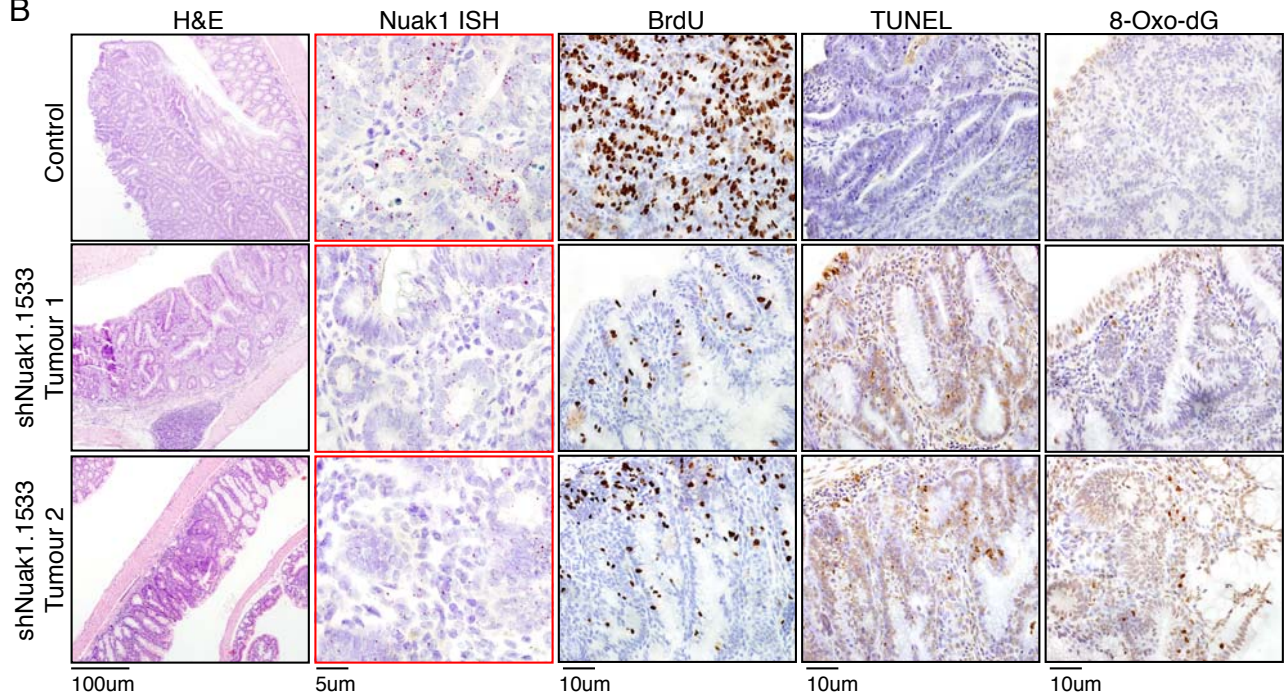 B
H&E Nuak1 ISH BrdU TUNEL 8-Oxo-dG
Control
shNuak1.1533
Tumour 1
shNuak1.1533
Tumour 2
100um 5um 10um 10um 10um